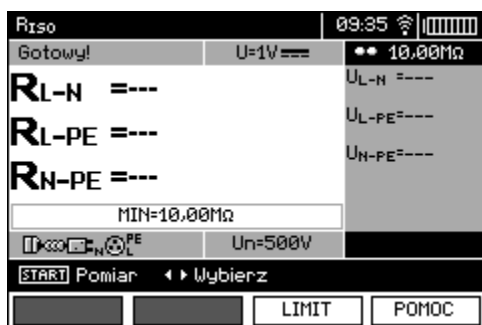 RISO 09:35
Gotowy! U=1V 10,00MΩ
RL-N =---
UL-N =---
RL-PE =---
UL-PE=---
RN-PE =---
UN-PE=---
MIN=10,00MΩ
N PE L Un=500V
START Pomiar Wybierz
LIMIT POMOC